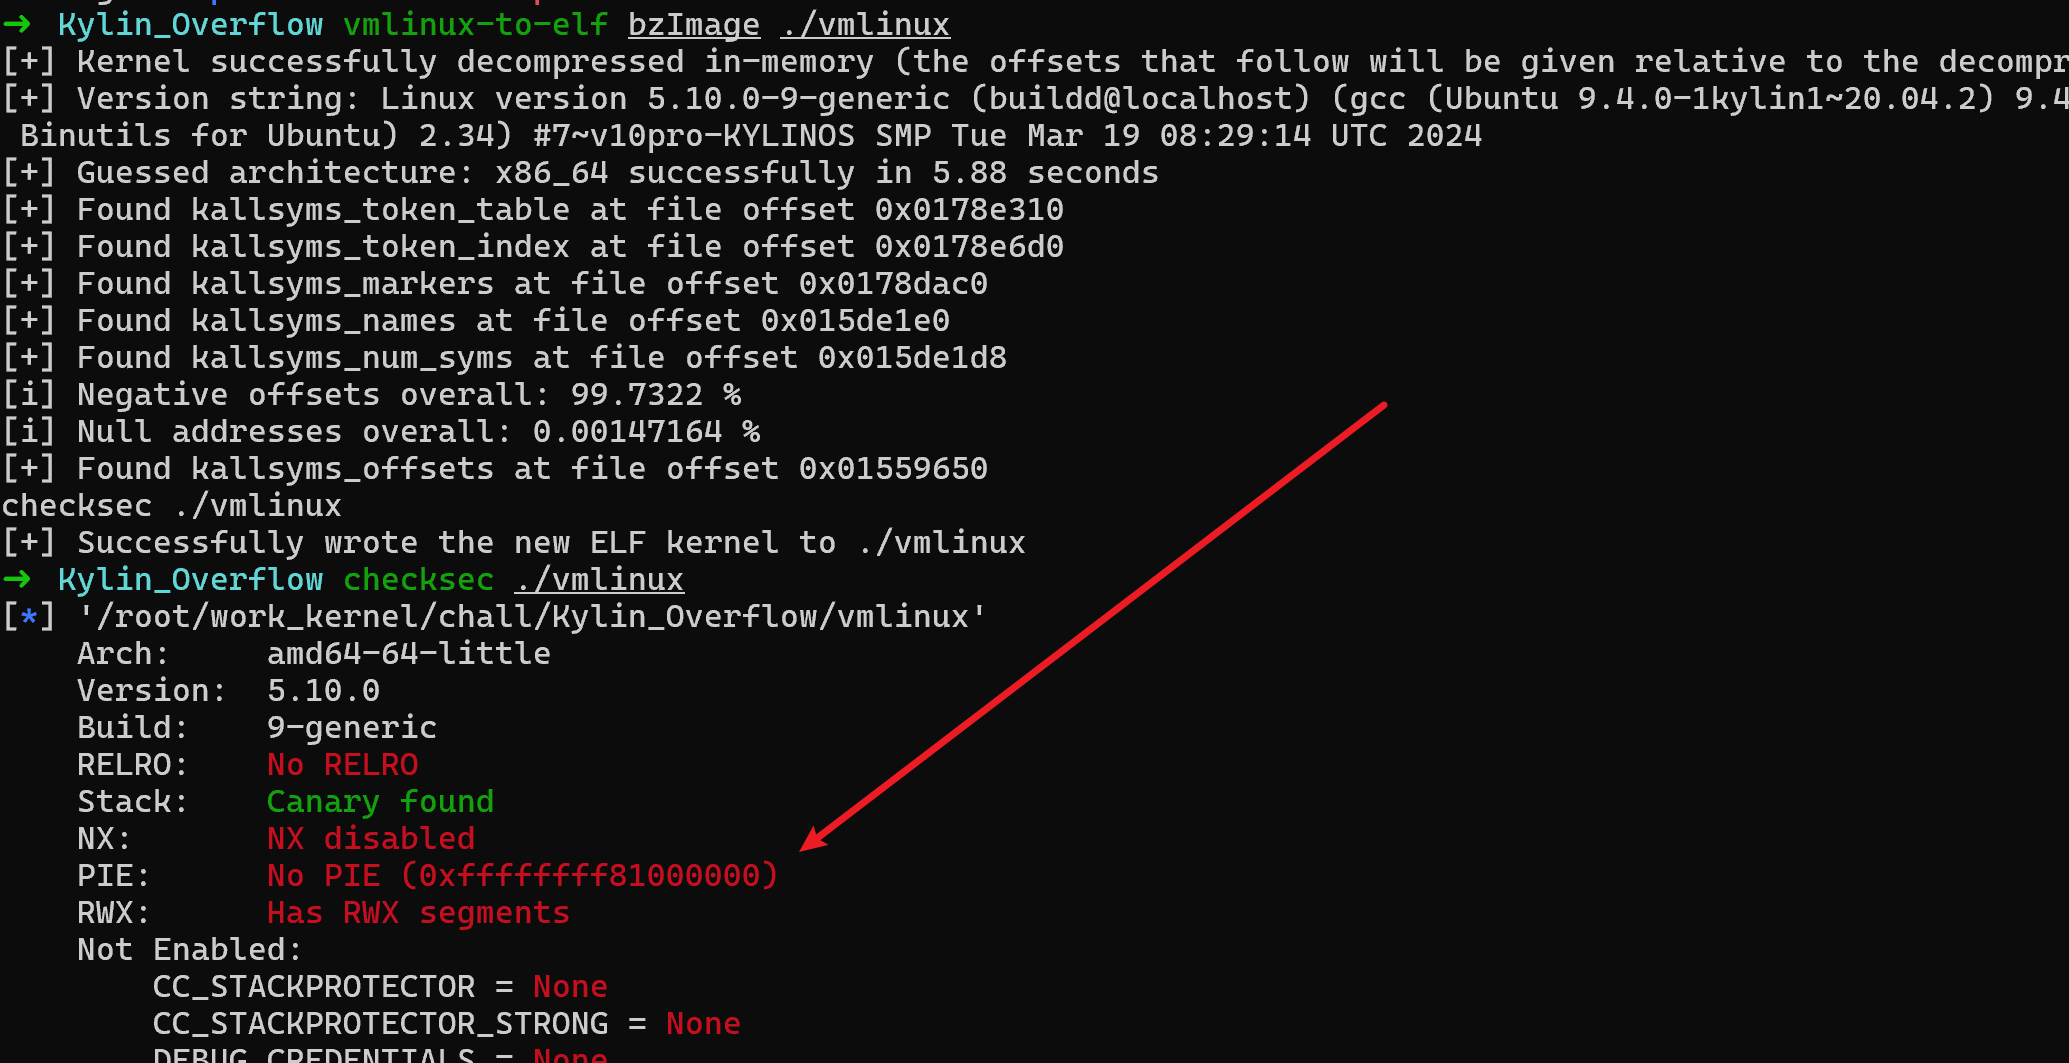 → Kylin_Overflow vmlinux-to-elf bzImage ./vmlinux
[+] Kernel successfully decompressed in-memory (the offsets that follow will be given relative to the decompr
[+] Version string: Linux version 5.10.0-9-generic (buildd@localhost) (gcc (Ubuntu 9.4.0-1kylin1~20.04.2) 9.4
Binutils for Ubuntu) 2.34) #7~v10pro-KYLINOS SMP Tue Mar 19 08:29:14 UTC 2024
[+] Guessed architecture: x86_64 successfully in 5.88 seconds
[+] Found kallsyms_token_table at file offset 0x0178e310
[+] Found kallsyms_token_index at file offset 0x0178e6d0
[+] Found kallsyms_markers at file offset 0x0178dac0
[+] Found kallsyms_names at file offset 0x015de1e0
[+] Found kallsyms_num_syms at file offset 0x015de1d8
[i] Negative offsets overall: 99.7322 %
[i] Null addresses overall: 0.00147164 %
[+] Found kallsyms_offsets at file offset 0x01559650
checksec ./vmlinux
[+] Successfully wrote the new ELF kernel to ./vmlinux
→ Kylin_Overflow checksec ./vmlinux
[*] '/root/work_kernel/chall/Kylin_Overflow/vmlinux'
Arch: amd64-64-little
Version: 5.10.0
Build: 9-generic
RELRO: No RELRO
Stack: Canary found
NX: NX disabled
PIE: No PIE (0xffffffff81000000)
RWX: Has RWX segments
Not Enabled:
CC_STACKPROTECTOR = None
CC_STACKPROTECTOR_STRONG = None
DEBUG_CREDENTIALS = None